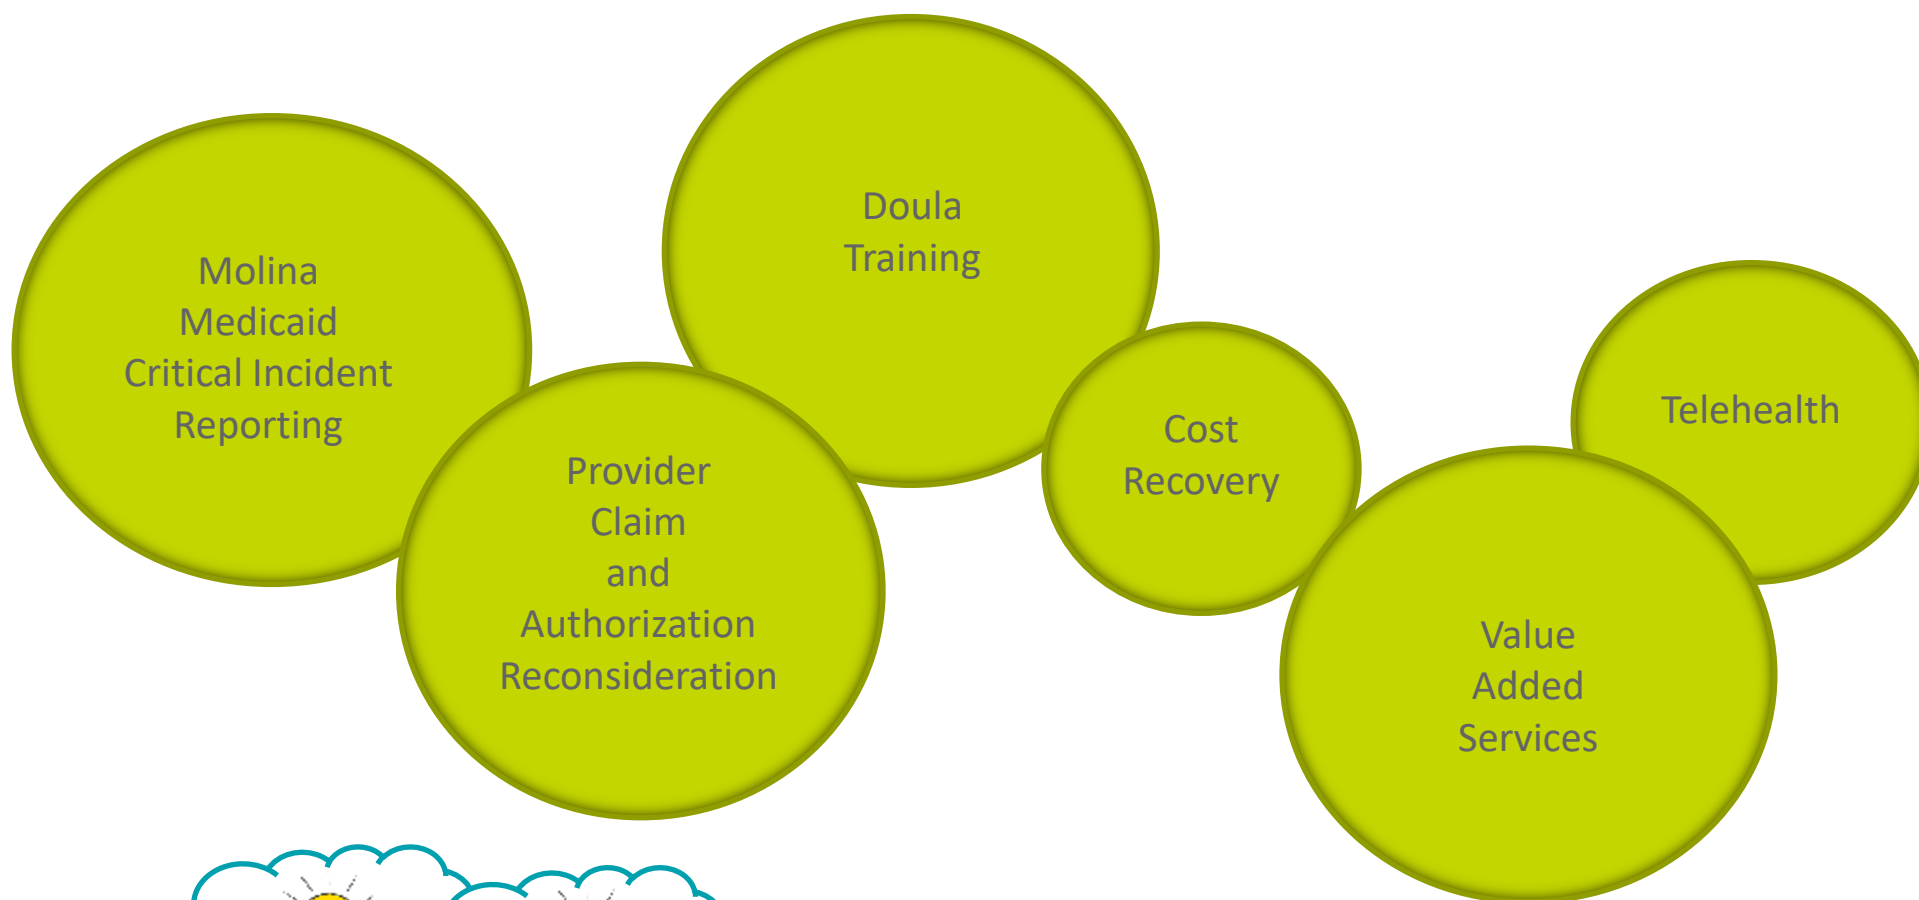 Molina
Medicaid
Critical Incident
Reporting
Provider
Claim
and
Authorization
Reconsideration
Doula
Training
Cost
Recovery
Value
Added
Services
Telehealth